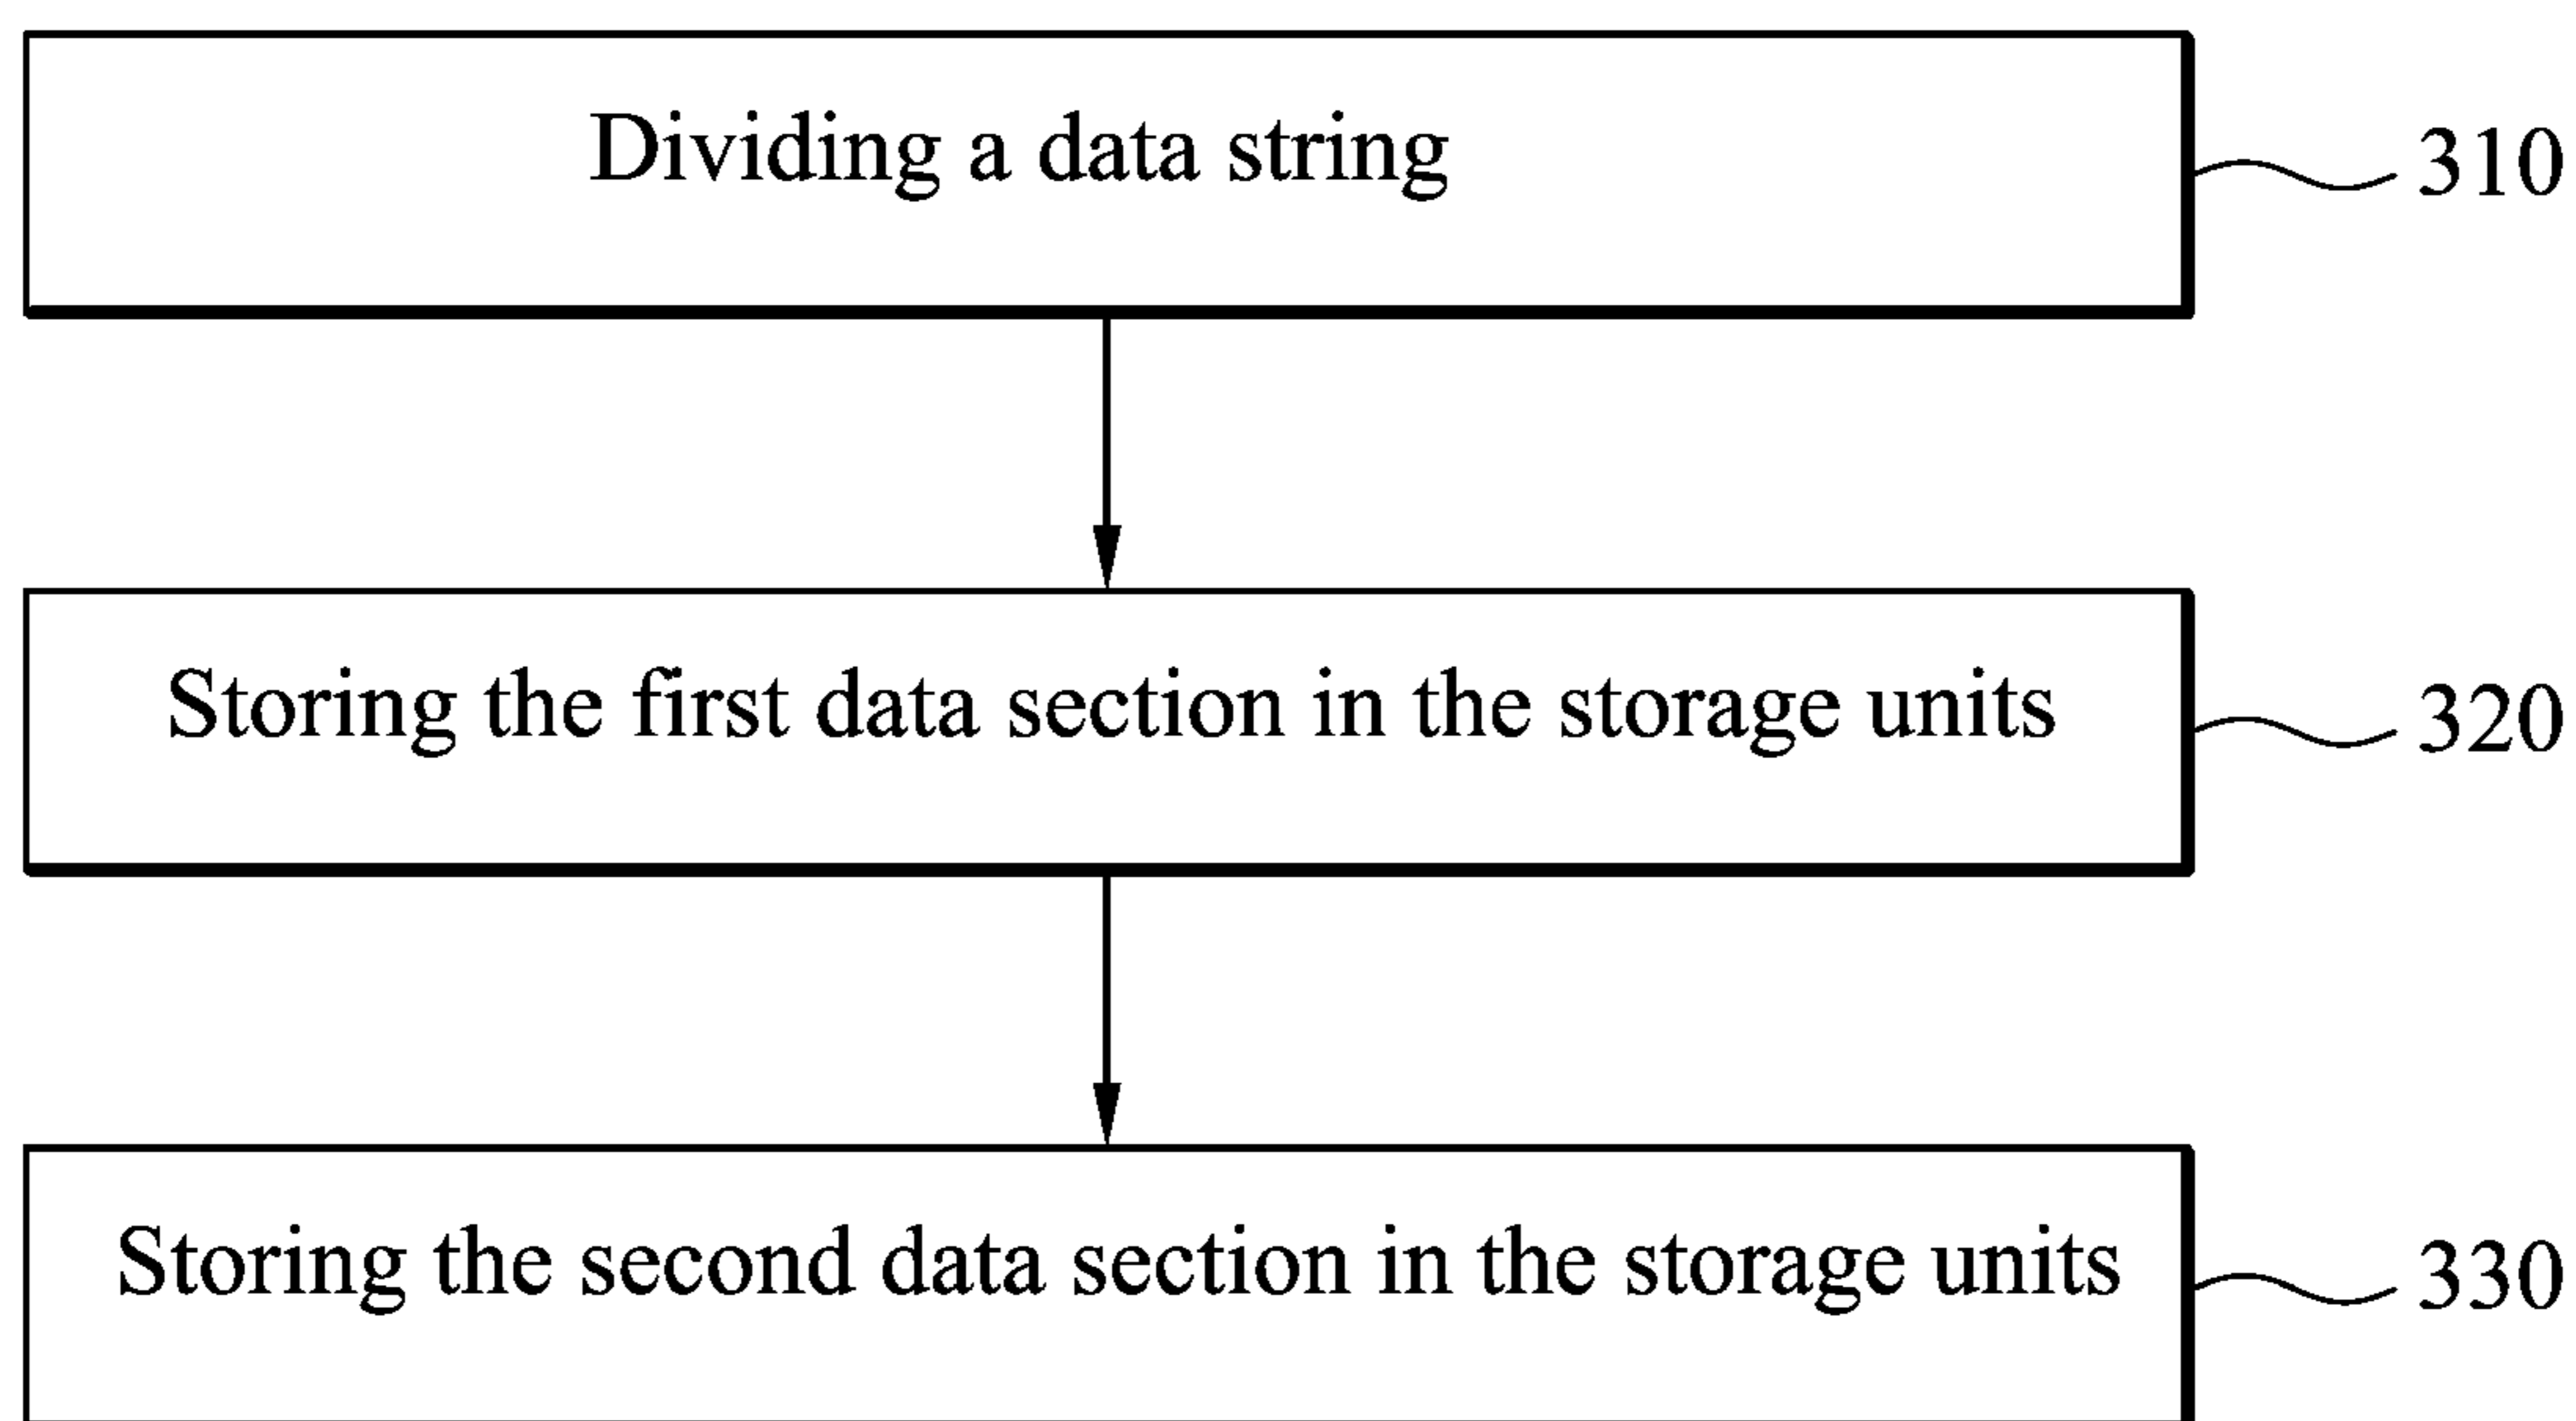 Dividing a data string
310
Storing the first data section in the storage units
320
Storing the second data section in the storage units
330